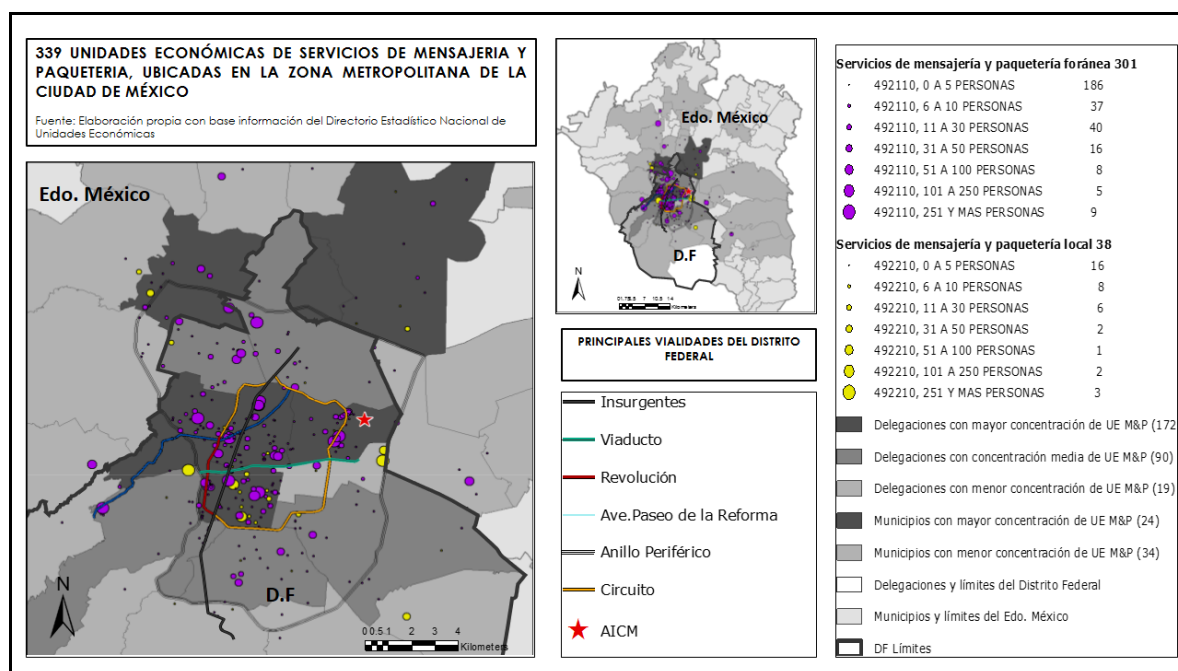 339 UNIDADES ECONÓMICAS DE SERVICIOS DE MENSAJERIA Y
PAQUETERIA, UBICADAS EN LA ZONA METROPOLITANA DE LA
CIUDAD DE MÉXICO
Fuente: Elaboración propia con base información del Directorio Estadístico Nacional de
Unidades Económicas
Edo. México
D.F
N
0 0.5 1 2 3 4
Kilometers
Edo. México
D.F
N
Kilometers
PRINCIPALES VIALIDADES DEL DISTRITO
FEDERAL
Insurgentes
Viaducto
Revolución
Ave.Paseo de la Reforma
Anillo Periférico
Circuito
AICM
Servicios de mensajería y paquetería foránea 301
492110, 0 A 5 PERSONAS 186
492110, 6 A 10 PERSONAS 37
492110, 11 A 30 PERSONAS 40
492110, 31 A 50 PERSONAS 16
492110, 51 A 100 PERSONAS 8
492110, 101 A 250 PERSONAS 5
492110, 251 Y MAS PERSONAS 9
Servicios de mensajería y paquetería local 38
492210, 0 A 5 PERSONAS 16
492210, 6 A 10 PERSONAS 8
492210, 11 A 30 PERSONAS 6
492210, 31 A 50 PERSONAS 2
492210, 51 A 100 PERSONAS 1
492210, 101 A 250 PERSONAS 2
492210, 251 Y MAS PERSONAS 3
Delegaciones con mayor concentración de UE M&P (172
Delegaciones con concentración media de UE M&P (90)
Delegaciones con menor concentración de UE M&P (19)
Municipios con mayor concentración de UE M&P (24)
Municipios con menor concentración de UE M&P (34)
Delegaciones y límites del Distrito Federal
Municipios y límites del Edo. México
DF Límites